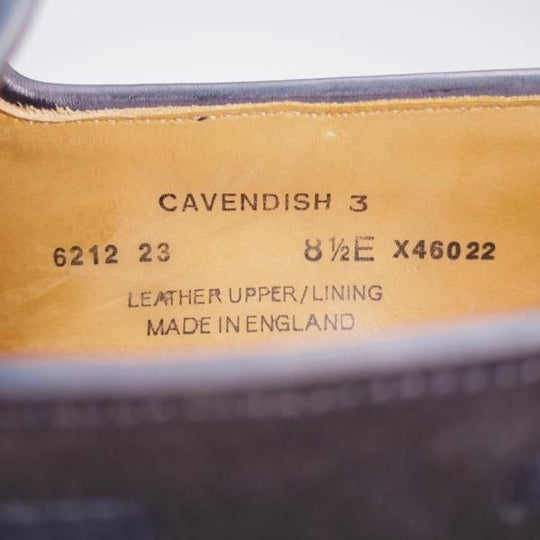 CAVENDISH 3
6212 23 8½E X46022
LEATHER UPPER/LINING
MADE IN ENGLAND